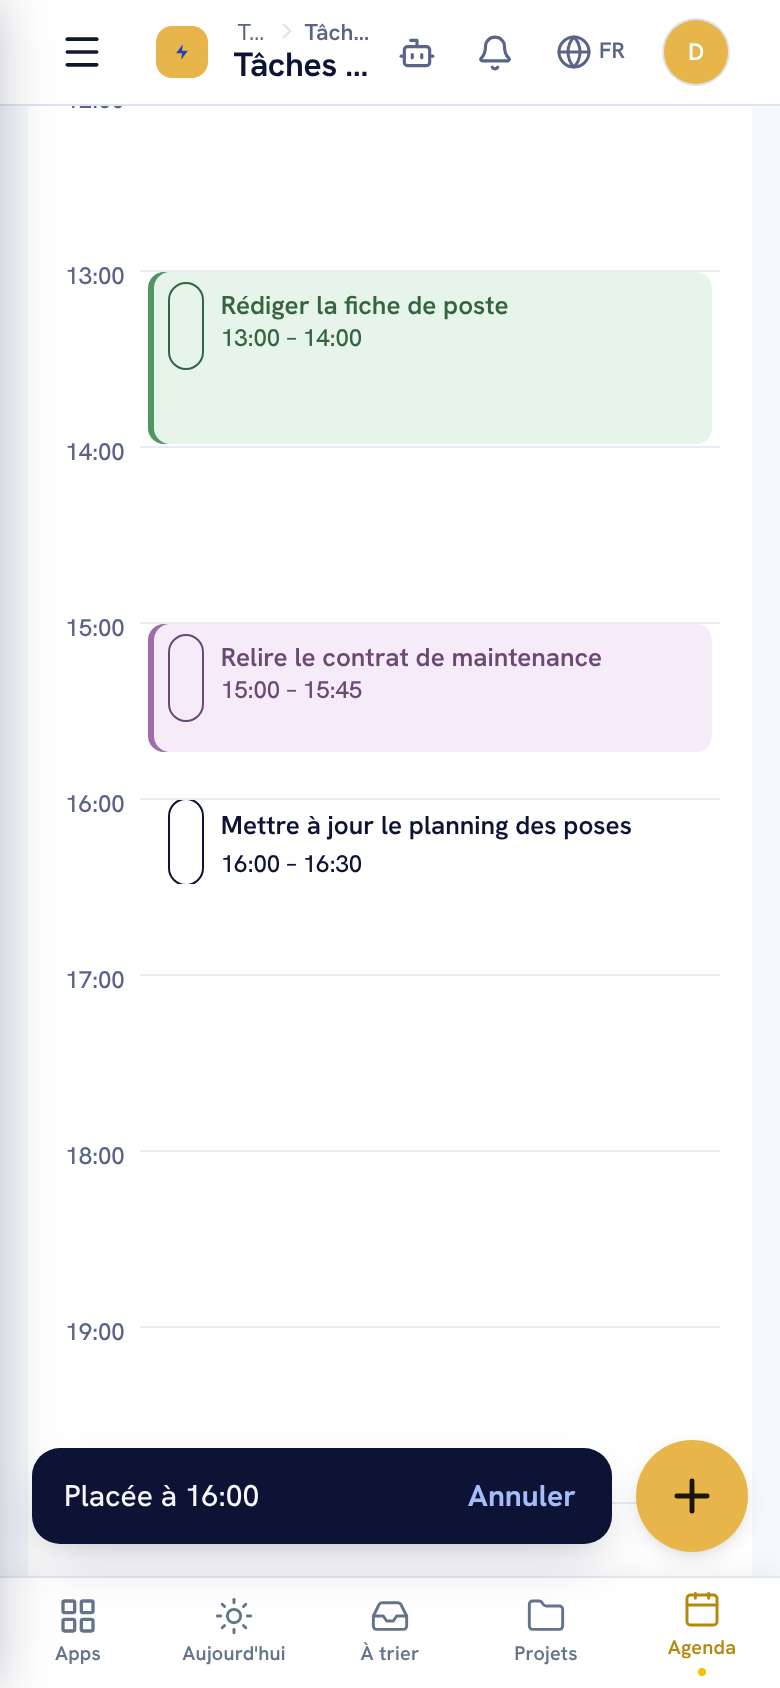 T... > Tâch...
Tâches ...
FR
D
12:00
13:00
Rédiger la fiche de poste
13:00 – 14:00
14:00
15:00
Relire le contrat de maintenance
15:00 – 15:45
16:00
Mettre à jour le planning des poses
16:00 – 16:30
17:00
18:00
19:00
Placée à 16:00 Annuler
Apps Aujourd'hui À trier Projets Agenda